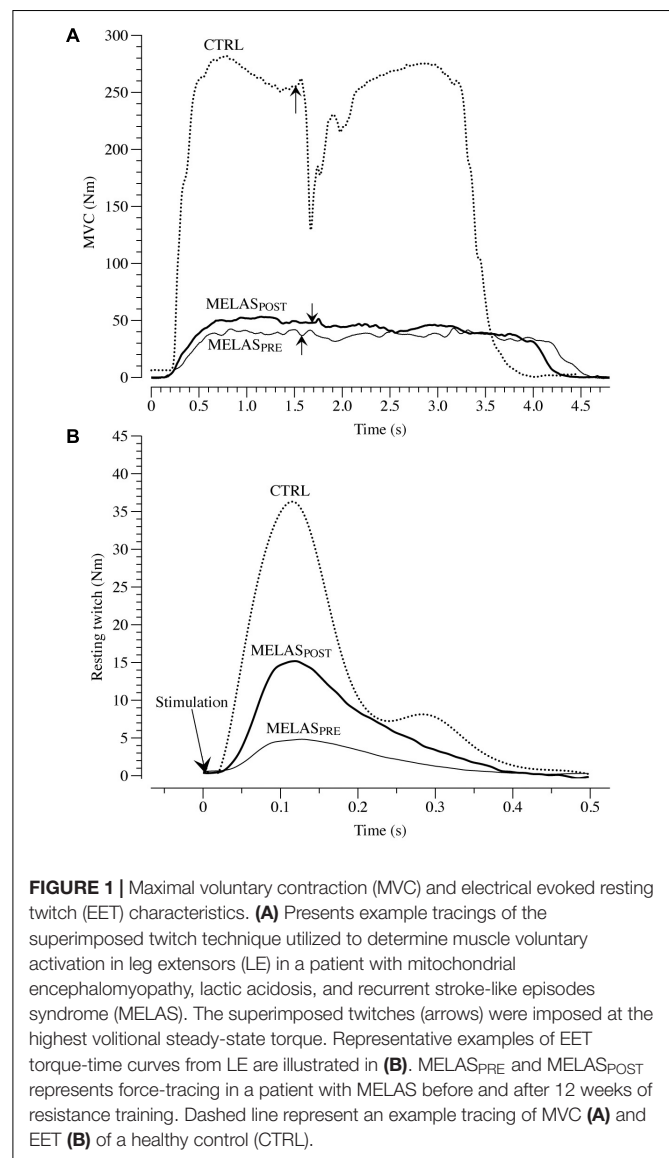 A
300
CTRL
250
200
MVC (Nm)
150
100
MELASPOST
50
MELASPRE
0
0 0.5 1.0 1.5 2.0 2.5 3.0 3.5 4.0 4.5
Time (s)
B
45
40
CTRL
35
30
Resting twitch (Nm)
25
20
MELASPOST
15
Stimulation
10
MELASPRE
5
0
0 0.1 0.2 0.3 0.4 0.5
Time (s)
FIGURE 1 | Maximal voluntary contraction (MVC) and electrical evoked resting
twitch (EET) characteristics. (A) Presents example tracings of the
superimposed twitch technique utilized to determine muscle voluntary
activation in leg extensors (LE) in a patient with mitochondrial
encephalomyopathy, lactic acidosis, and recurrent stroke-like episodes
syndrome (MELAS). The superimposed twitches (arrows) were imposed at the
highest volitional steady-state torque. Representative examples of EET
torque-time curves from LE are illustrated in (B). MELASPRE and MELASPOST
represents force-tracing in a patient with MELAS before and after 12 weeks of
resistance training. Dashed line represent an example tracing of MVC (A) and
EET (B) of a healthy control (CTRL).